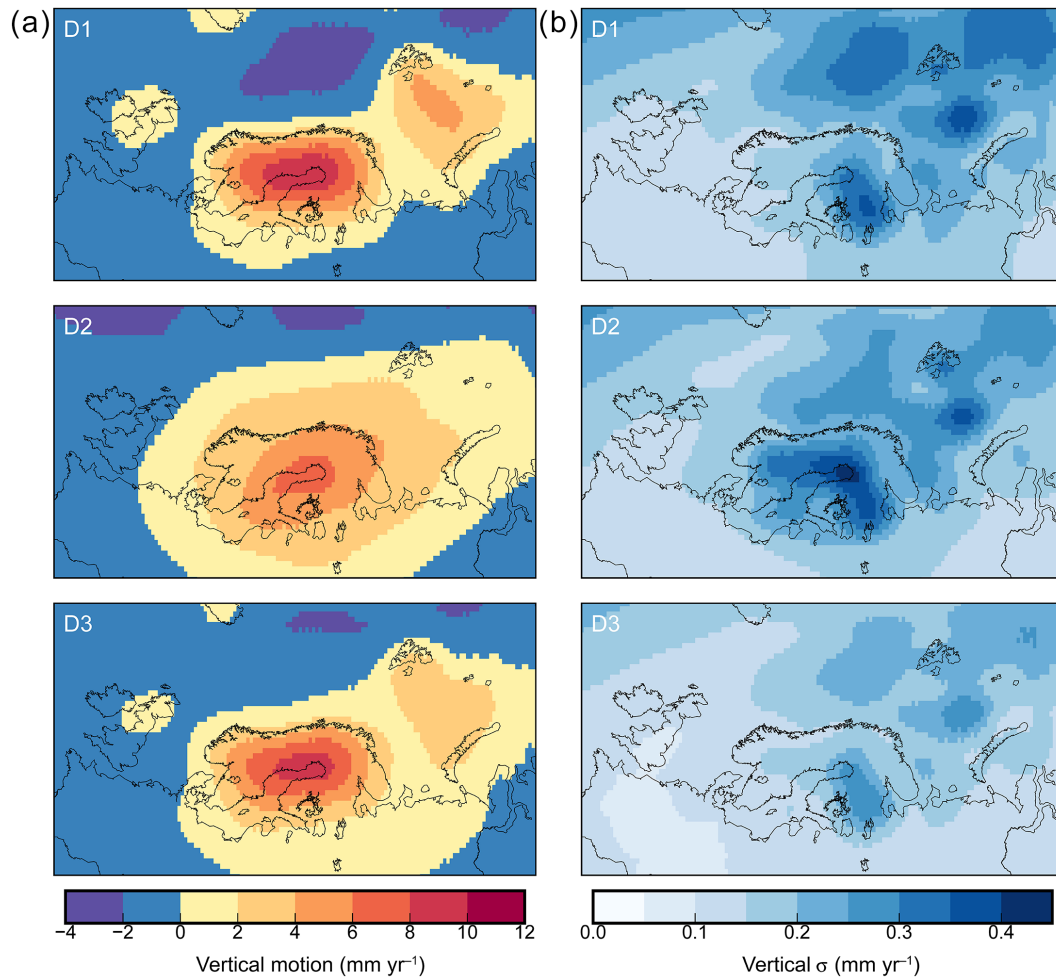 (a)
(b)
D1
D1
D2
D2
D3
D3
−4 −2 0 2 4 6 8 10 12
0.0 0.1 0.2 0.3 0.4
Vertical motion (mm yr⁻¹)
Vertical σ (mm yr⁻¹)